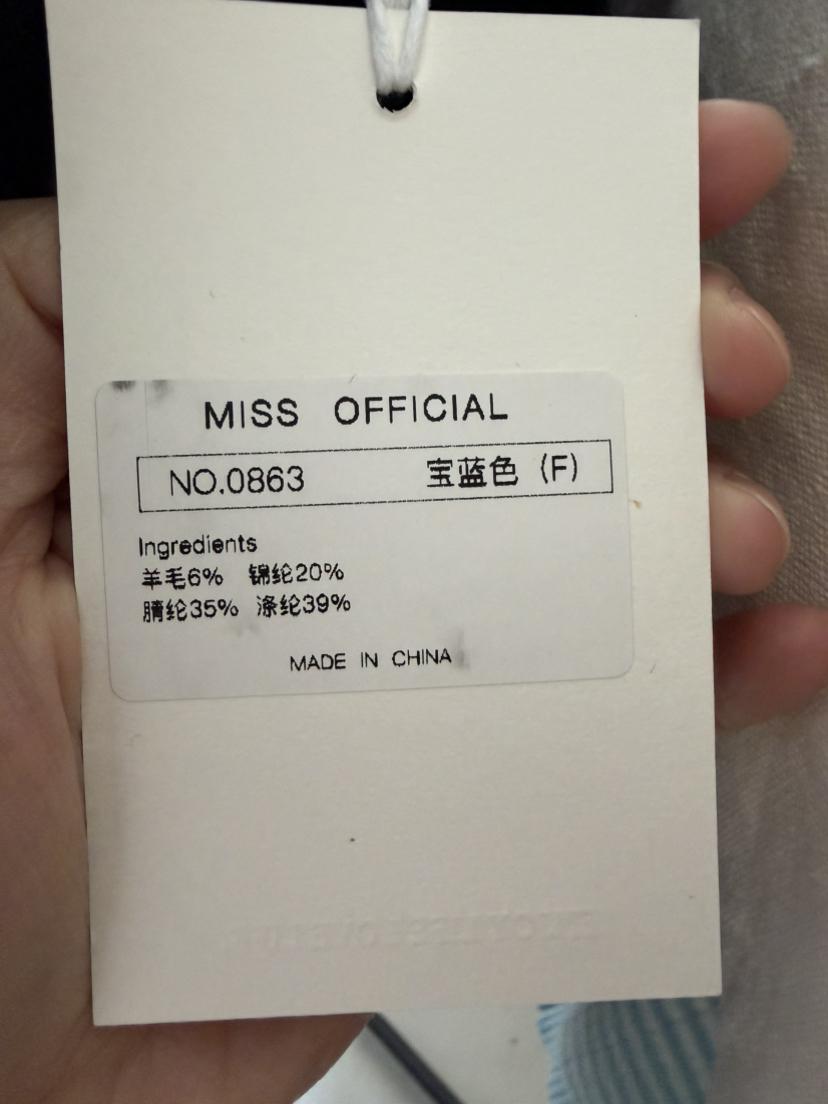 MISS OFFICIAL
NO.0863 宝蓝色 (F)
Ingredients
羊毛6% 锦纶20%
腈纶35% 涤纶39%
MADE IN CHINA